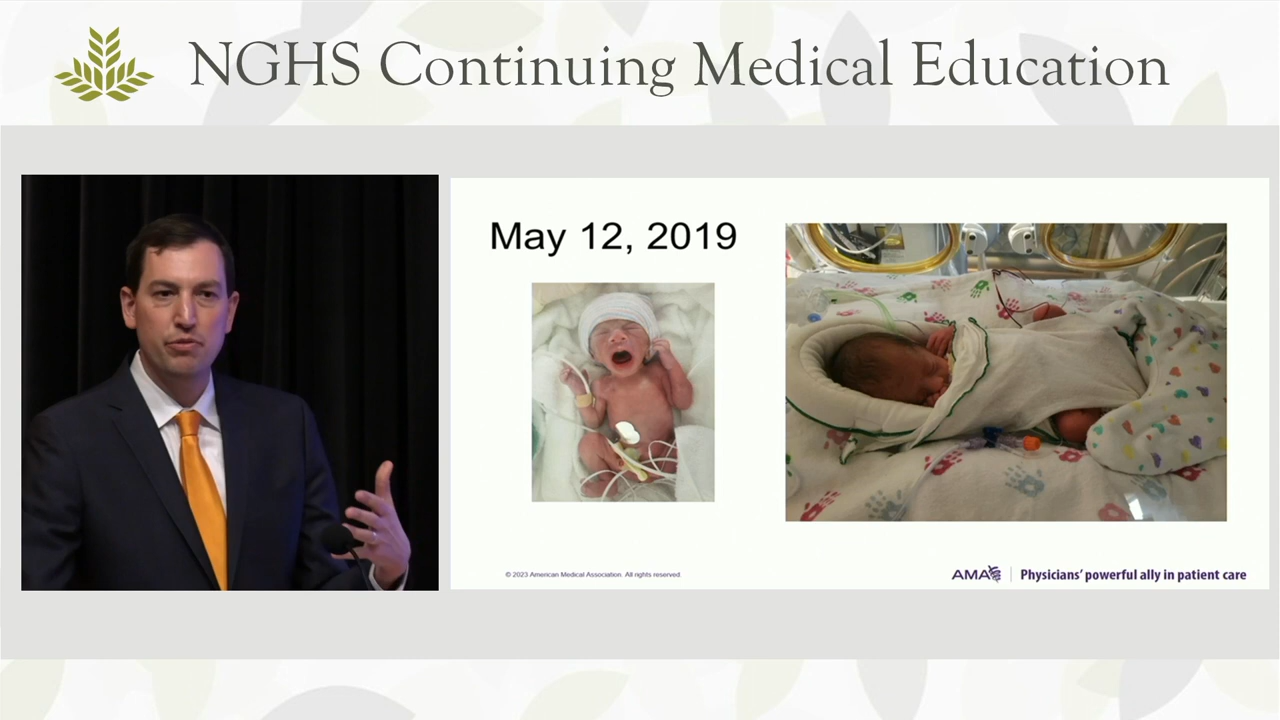 NGHS Continuing Medical Education
May 12, 2019
© 2023 American Medical Association. All rights reserved.
AMA
Physicians' powerful ally in patient care